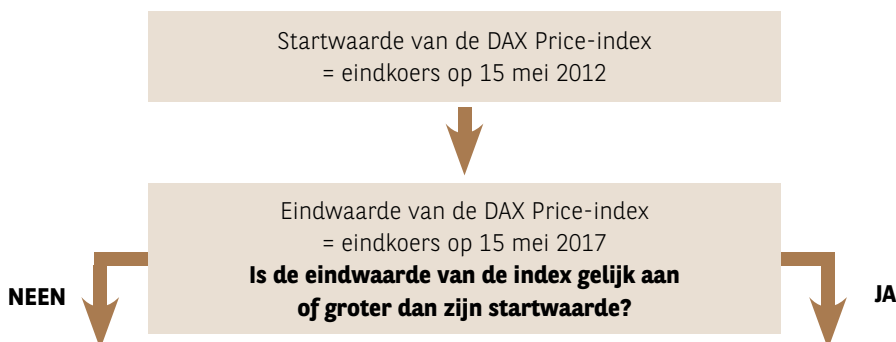 Startwaarde van de DAX Price-index
= eindkoers op 15 mei 2012
Eindwaarde van de DAX Price-index
= eindkoers op 15 mei 2017
Is de eindwaarde van de index gelijk aan
of groter dan zijn startwaarde?
NEEN
JA